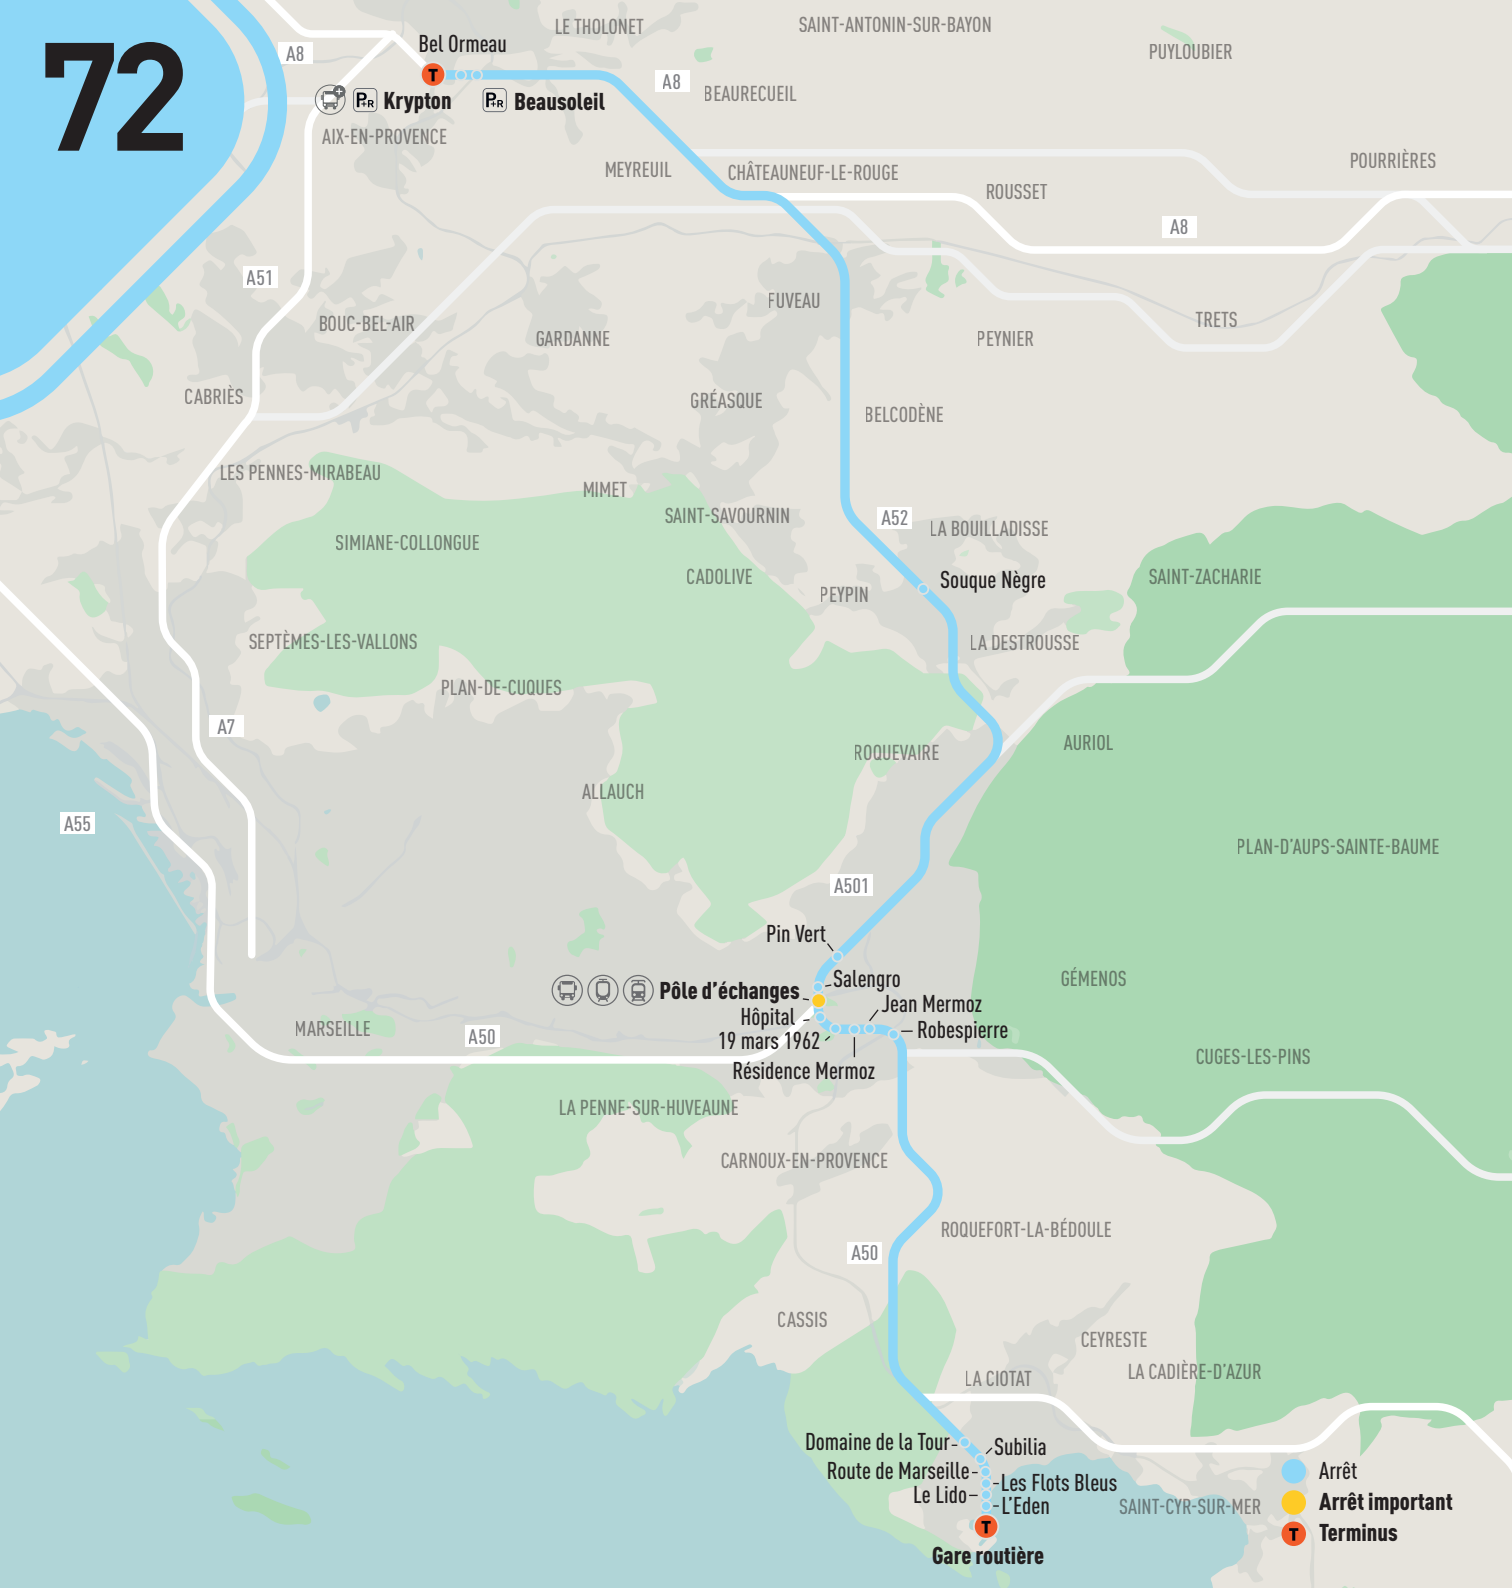 72
LE THOLONET
SAINT-ANTONIN-SUR-BAYON
PUYLOUBIER
Bel Ormeau
A8
T
A8
BEAURECUEIL
P+R
Krypton
P+R
Beausoleil
AIX-EN-PROVENCE
MEYREUIL
CHÂTEAUNEUF-LE-ROUGE
POURRIÈRES
ROUSSET
A8
A51
FUVEAU
BOUC-BEL-AIR
GARDANNE
PEYNIER
TRETS
CABRIÈS
GRÉASQUE
BELCODÈNE
LES PENNES-MIRABEAU
MIMET
SAINT-SAVOURNIN
A52
LA BOUILLADISSE
SIMIANE-COLLONGUE
CADOLIVE
PEYPIN
Souque Nègre
SAINT-ZACHARIE
SEPTÈMES-LES-VALLONS
LA DESTROUSSE
PLAN-DE-CUQUES
A7
ROQUEVAIRE
AURIOL
ALLAUCH
A55
PLAN-D'AUPS-SAINTE-BAUME
A501
Pin Vert
Salengro
GÉMENOS
Pôle d'échanges
Jean Mermoz
Hôpital
MARSEILLE
A50
19 mars 1962
Robespierre
Résidence Mermoz
CUGES-LES-PINS
LA PENNE-SUR-HUVEAUNE
CARNOUX-EN-PROVENCE
ROQUEFORT-LA-BÉDOULE
A50
CASSIS
CEYRESTE
LA CIOTAT
LA CADIÈRE-D'AZUR
Domaine de la Tour
Subilia
Route de Marseille
Les Flots Bleus
Le Lido
L'Eden
SAINT-CYR-SUR-MER
T
Gare routière
Arrêt
Arrêt important
T
Terminus